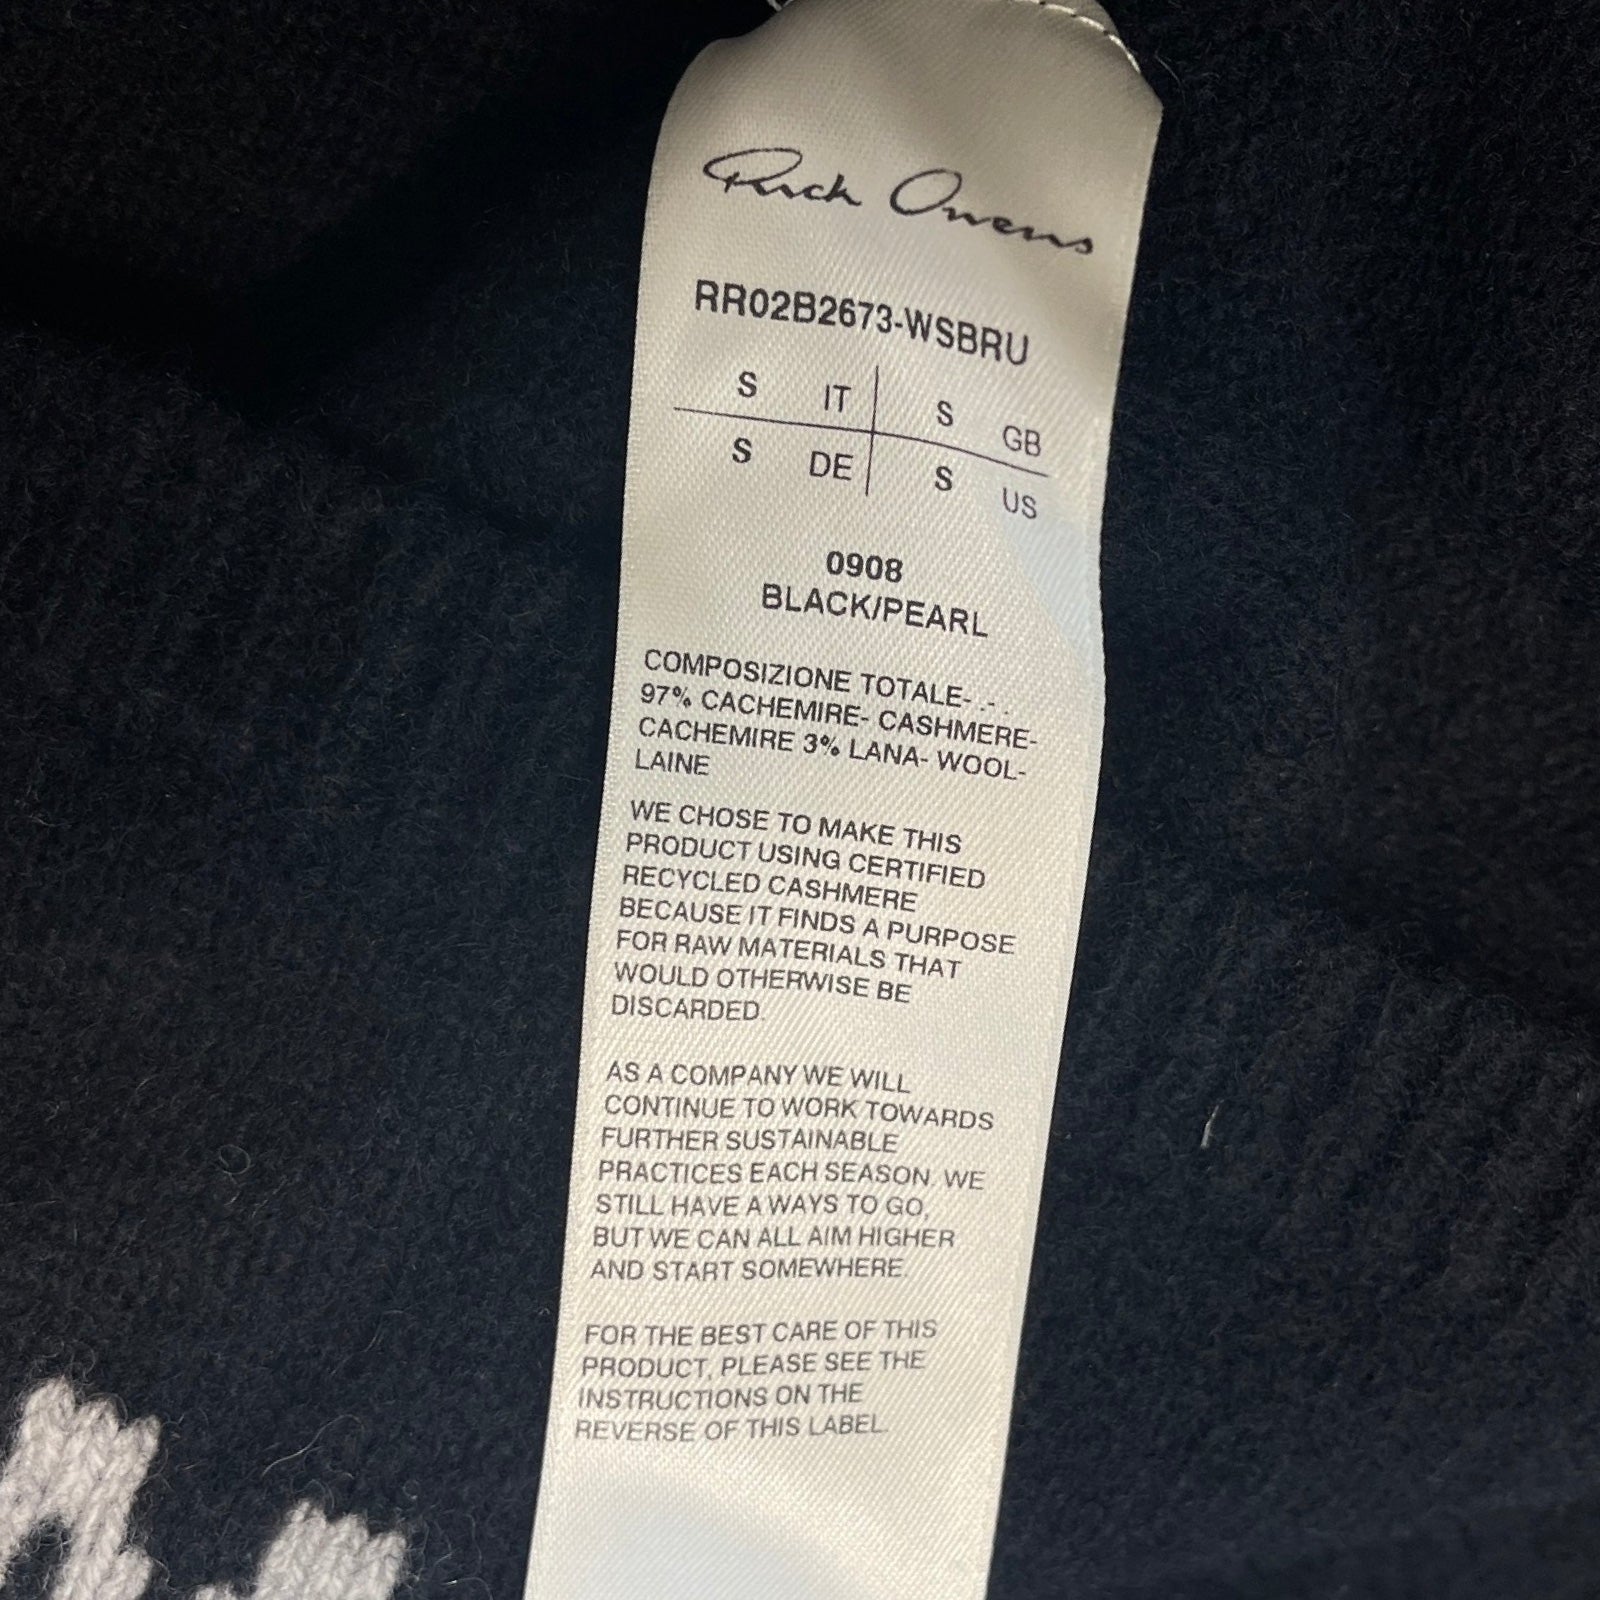 Rick Owens
RR02B2673-WSBRU
S IT S GB
S DE S US
0908
BLACK/PEARL
COMPOSIZIONE TOTALE- .- .
97% CACHEMIRE- CASHMERE-
CACHEMIRE 3% LANA- WOOL-
LAINE
WE CHOSE TO MAKE THIS
PRODUCT USING CERTIFIED
RECYCLED CASHMERE
BECAUSE IT FINDS A PURPOSE
FOR RAW MATERIALS THAT
WOULD OTHERWISE BE
DISCARDED.
AS A COMPANY WE WILL
CONTINUE TO WORK TOWARDS
FURTHER SUSTAINABLE
PRACTICES EACH SEASON. WE
STILL HAVE A WAYS TO GO,
BUT WE CAN ALL AIM HIGHER
AND START SOMEWHERE.
FOR THE BEST CARE OF THIS
PRODUCT, PLEASE SEE THE
INSTRUCTIONS ON THE
REVERSE OF THIS LABEL.